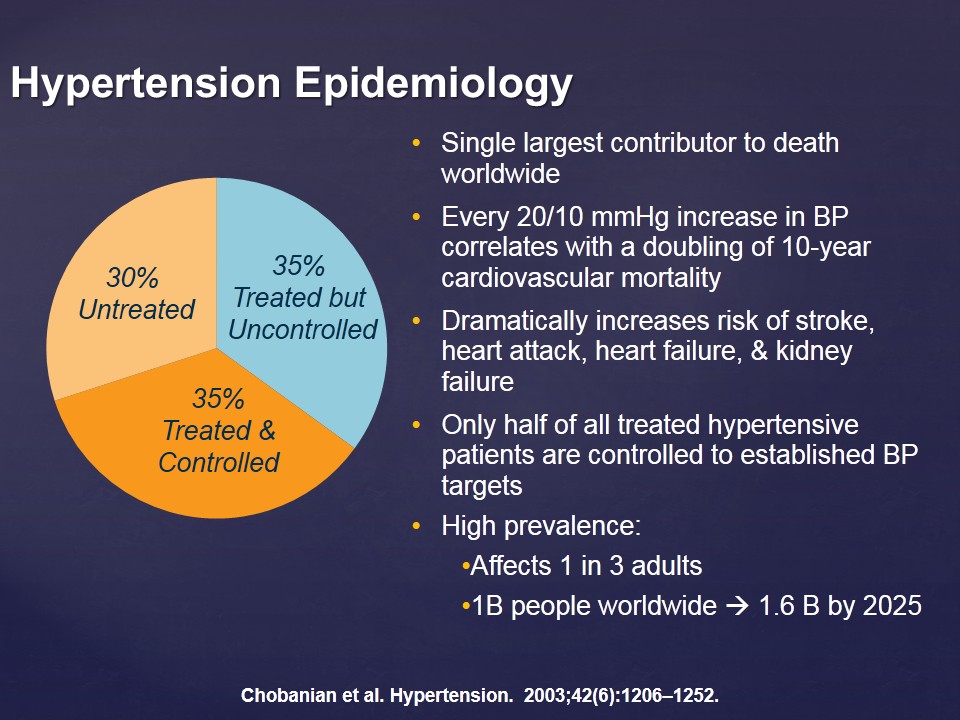 Hypertension Epidemiology
30%
Untreated
35%
Treated but
Uncontrolled
35%
Treated &
Controlled
• Single largest contributor to death
worldwide
• Every 20/10 mmHg increase in BP
correlates with a doubling of 10-year
cardiovascular mortality
• Dramatically increases risk of stroke,
heart attack, heart failure, & kidney
failure
• Only half of all treated hypertensive
patients are controlled to established BP
targets
• High prevalence:
•Affects 1 in 3 adults
•1B people worldwide → 1.6 B by 2025
Chobanian et al. Hypertension. 2003;42(6):1206–1252.